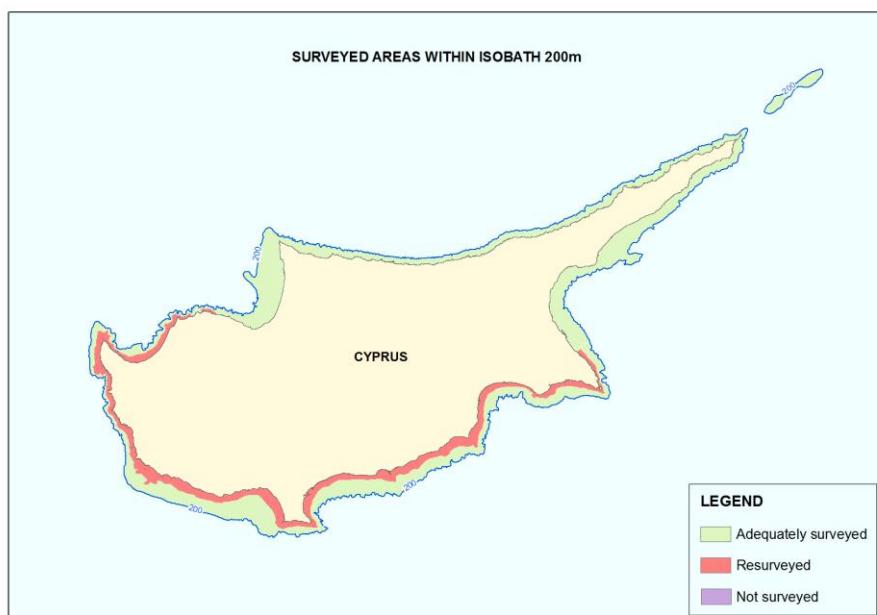 SURVEYED AREAS WITHIN ISOBATH 200m
200
200
CYPRUS
200
200
LEGEND
Adequately surveyed
Resurveyed
Not surveyed